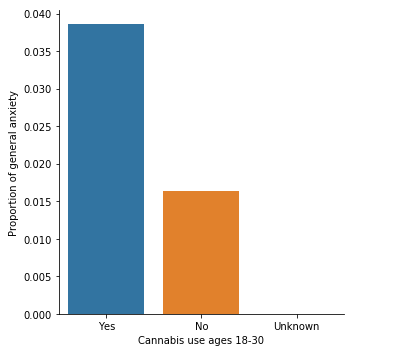 Proportion of general anxiety
0.040
0.035
0.030
0.025
0.020
0.015
0.010
0.005
0.000
Yes
No
Unknown
Cannabis use ages 18-30